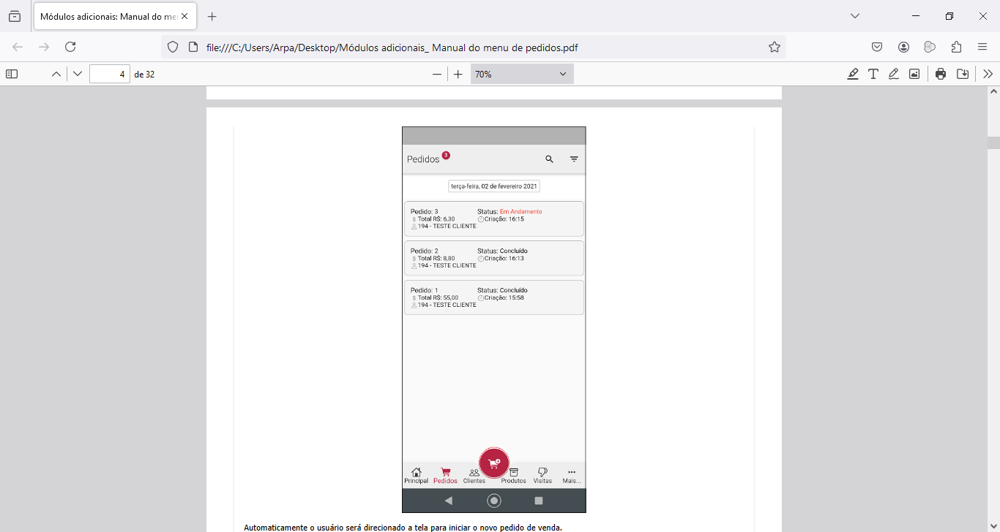 Módulos adicionais: Manual do me
file:///C:/Users/Arpa/Desktop/Módulos adicionais_ Manual do menu de pedidos.pdf
4 de 32
70%
Pedidos 3
terça-feira, 02 de fevereiro 2021
Pedido: 3 Status: Em Andamento
$ Total R$: 6,30 Criação: 16:15
194 - TESTE CLIENTE
Pedido: 2 Status: Concluído
$ Total R$: 8,80 Criação: 16:13
194 - TESTE CLIENTE
Pedido: 1 Status: Concluído
$ Total R$: 55,00 Criação: 15:58
194 - TESTE CLIENTE
Principal Pedidos Clientes Produtos Visitas Mais...
Automaticamente o usuário será direcionado a tela para iniciar o novo pedido de venda.